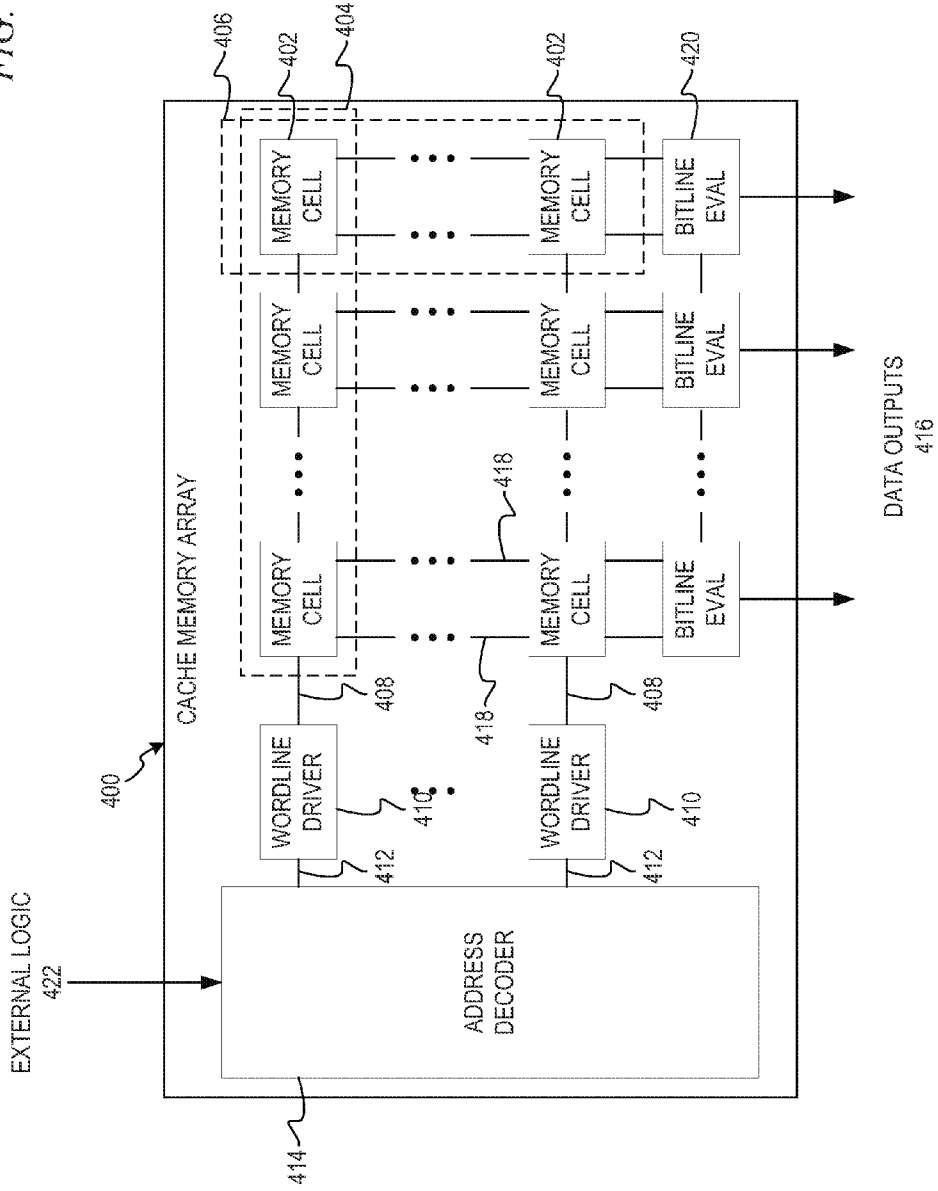 FIG.
EXTERNAL LOGIC
422
400
CACHE MEMORY ARRAY
406
414
412
WORDLINE
DRIVER
410
408
MEMORY
CELL
MEMORY
CELL
MEMORY
CELL
402
404
ADDRESS
DECODER
418
418
412
WORDLINE
DRIVER
410
408
MEMORY
CELL
MEMORY
CELL
MEMORY
CELL
402
BITLINE
EVAL
BITLINE
EVAL
BITLINE
EVAL
420
DATA OUTPUTS
416